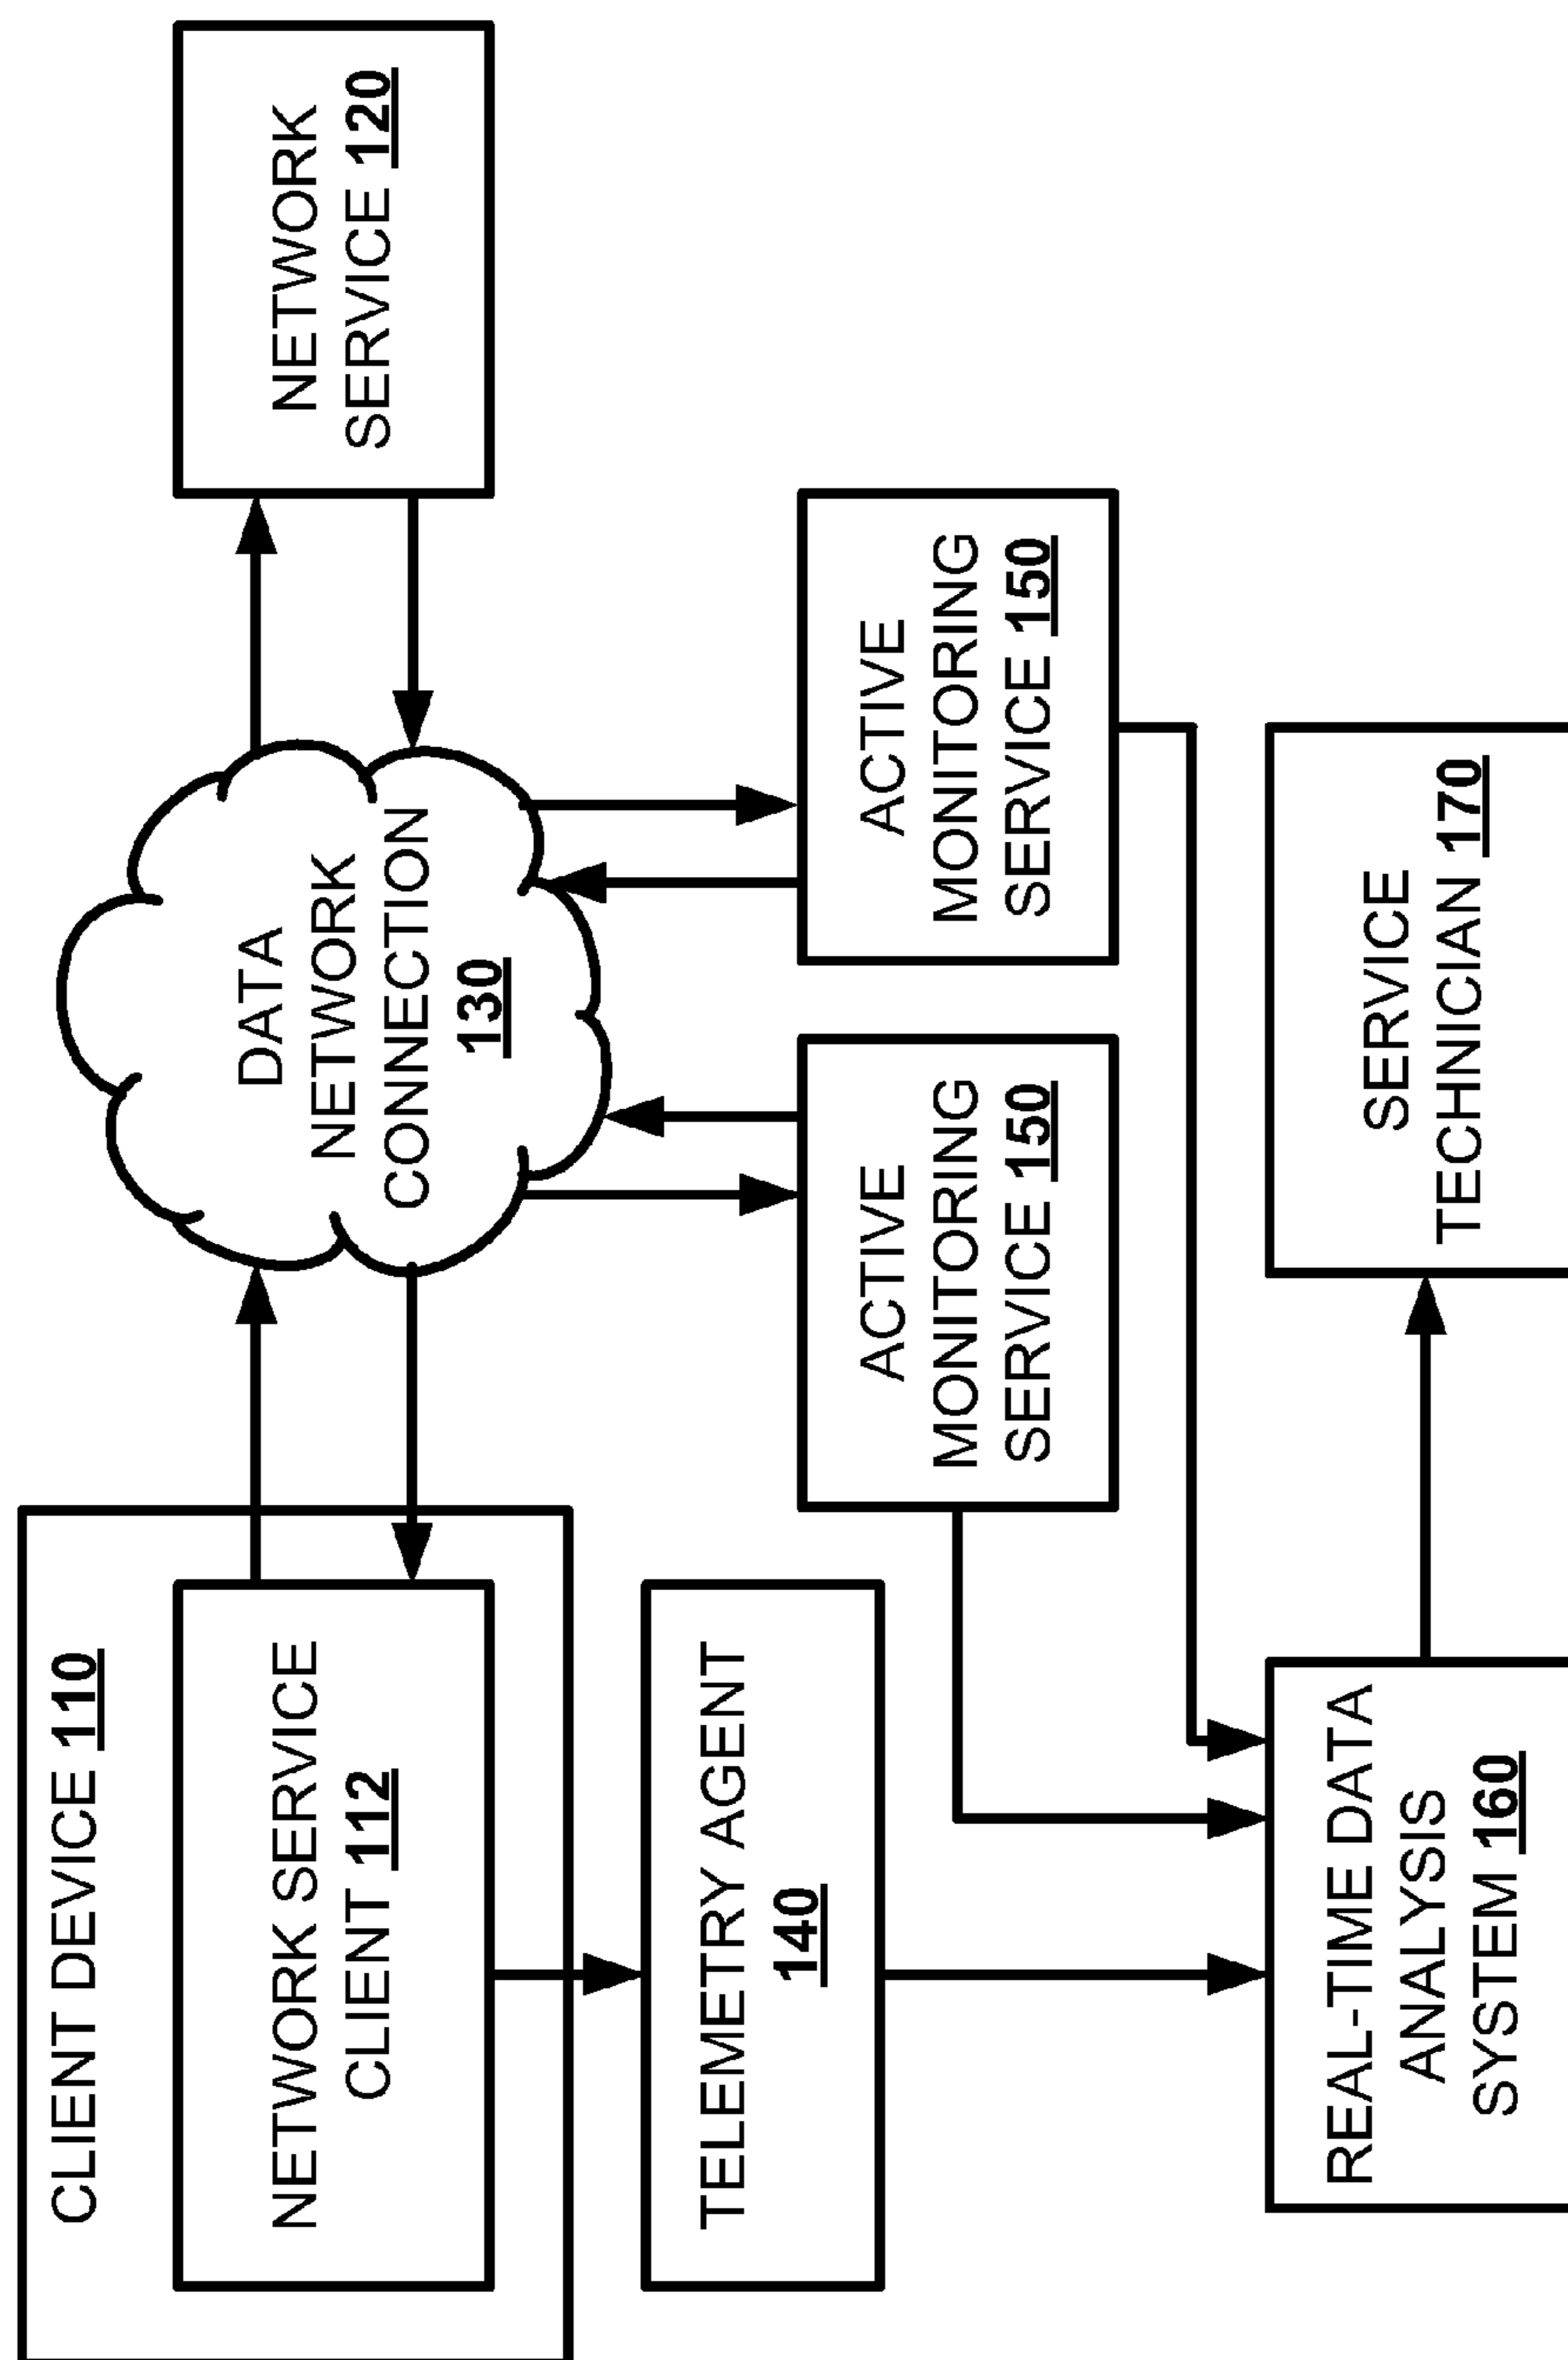 CLIENT DEVICE 110
NETWORK SERVICE
CLIENT 112
DATA
NETWORK
CONNECTION
130
NETWORK
SERVICE 120
TELEMETRY AGENT
140
ACTIVE
MONITORING
SERVICE 150
ACTIVE
MONITORING
SERVICE 150
REAL-TIME DATA
ANALYSIS
SYSTEM 160
SERVICE
TECHNICIAN 170